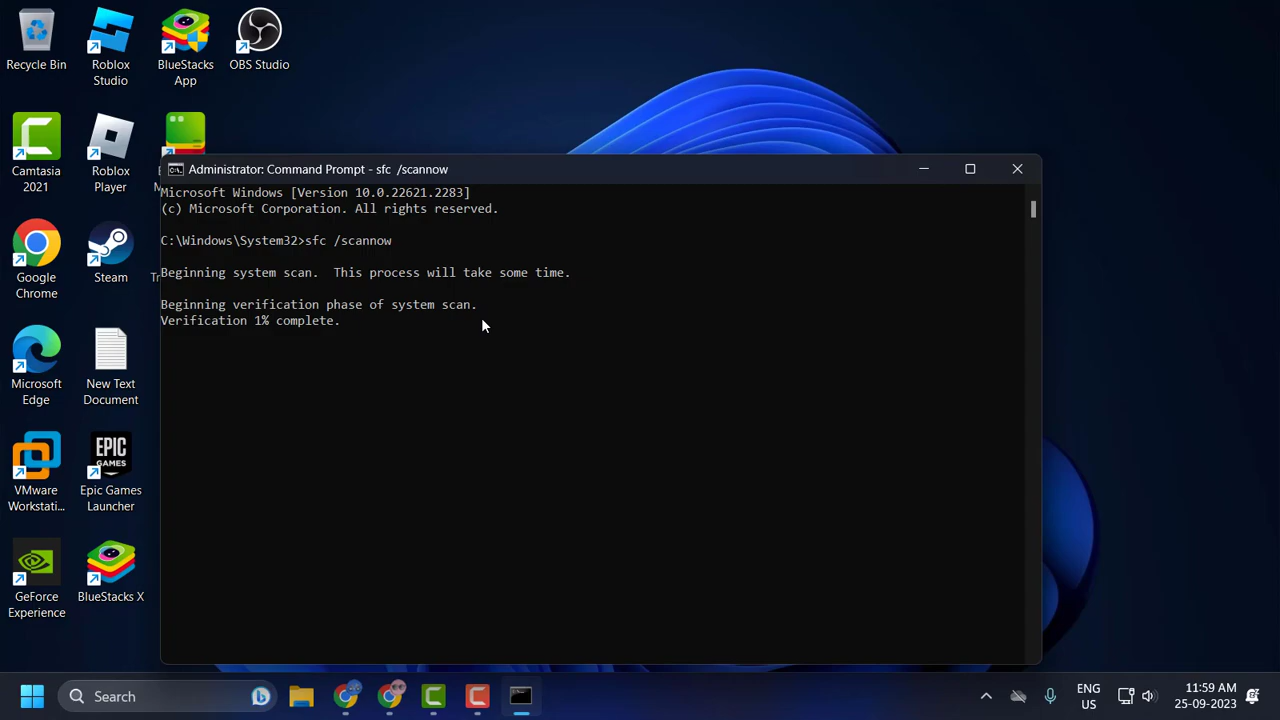 Recycle Bin
Roblox Studio
BlueStacks App
OBS Studio
Camtasia 2021
Roblox Player
Google Chrome
Steam
Microsoft Edge
New Text Document
VMware Workstati...
EPIC GAMES
Epic Games Launcher
GeForce Experience
BlueStacks X
Administrator: Command Prompt - sfc  /scannow
Microsoft Windows [Version 10.0.22621.2283]
(c) Microsoft Corporation. All rights reserved.
C:\Windows\System32>sfc /scannow
Beginning system scan.  This process will take some time.
Beginning verification phase of system scan.
Verification 1% complete.
Search
ENG
US
11:59 AM
25-09-2023